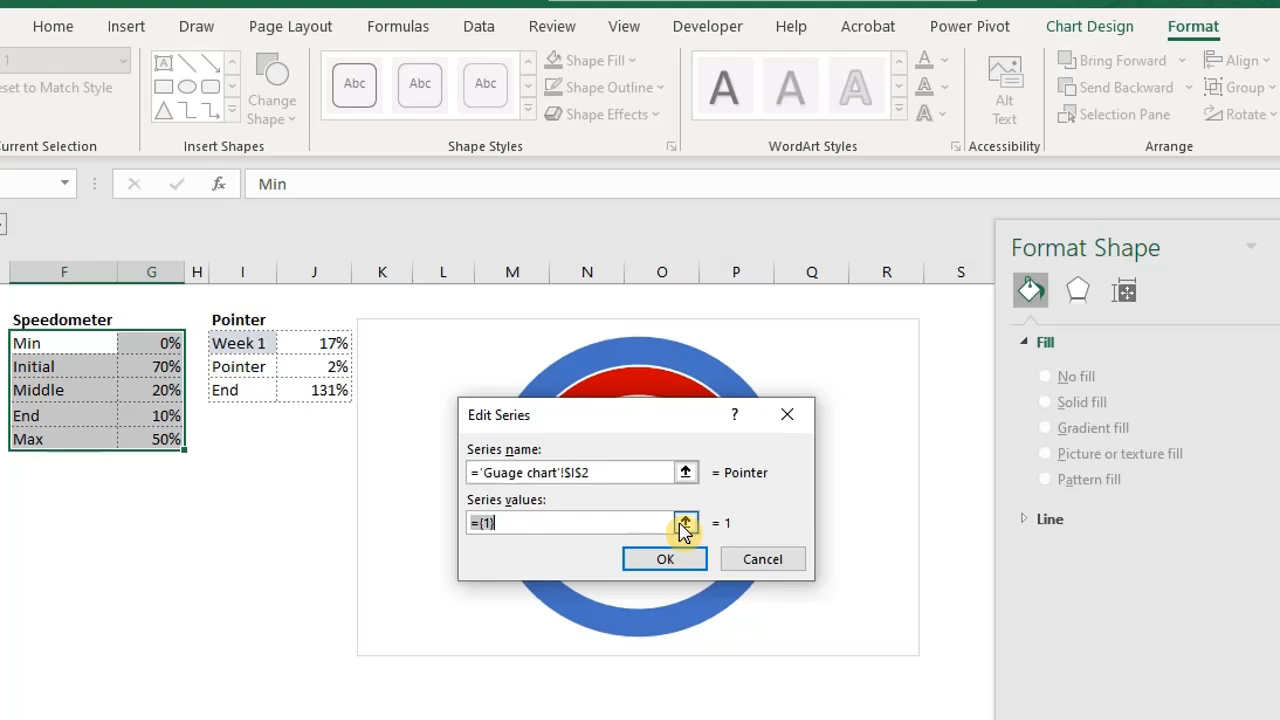 Home Insert Draw Page Layout Formulas Data Review View Developer Help Acrobat Power Pivot Chart Design Format
1
eset to Match Style
urrent Selection
Change
Shape
Insert Shapes
Abc Abc Abc
Shape Fill
Shape Outline
Shape Effects
Shape Styles
A A A
WordArt Styles
Alt
Text
Accessibility
Bring Forward
Send Backward
Selection Pane
Align
Group
Rotate
Arrange
fx
Min
F G H I J K L M N O P Q R S
Speedometer
Min 0%
Initial 70%
Middle 20%
End 10%
Max 50%
Pointer
Week 1 17%
Pointer 2%
End 131%
Edit Series ?
Series name:
='Guage chart'!$I$2 = Pointer
Series values:
={1} = 1
OK Cancel
Format Shape
Fill
No fill
Solid fill
Gradient fill
Picture or texture fill
Pattern fill
Line